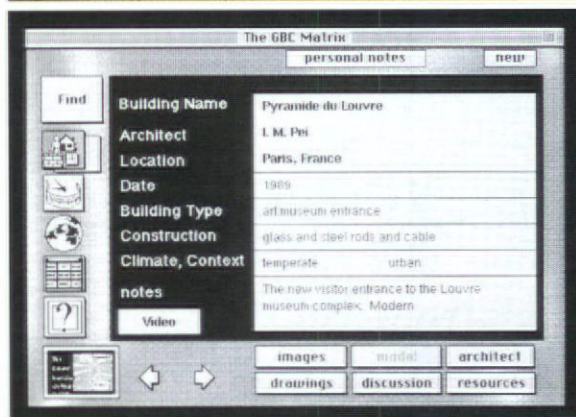 The GBC Matrix
personal notes new
Find
Building Name Pyramide du Louvre
Architect I. M. Pei
Location Paris, France
Date 1989
Building Type art museum entrance
Construction glass and steel rods and cable
Climate, Context temperate urban
notes The new visitor entrance to the Louvre
museum complex. Modern
Video
images model architect
drawings discussion resources